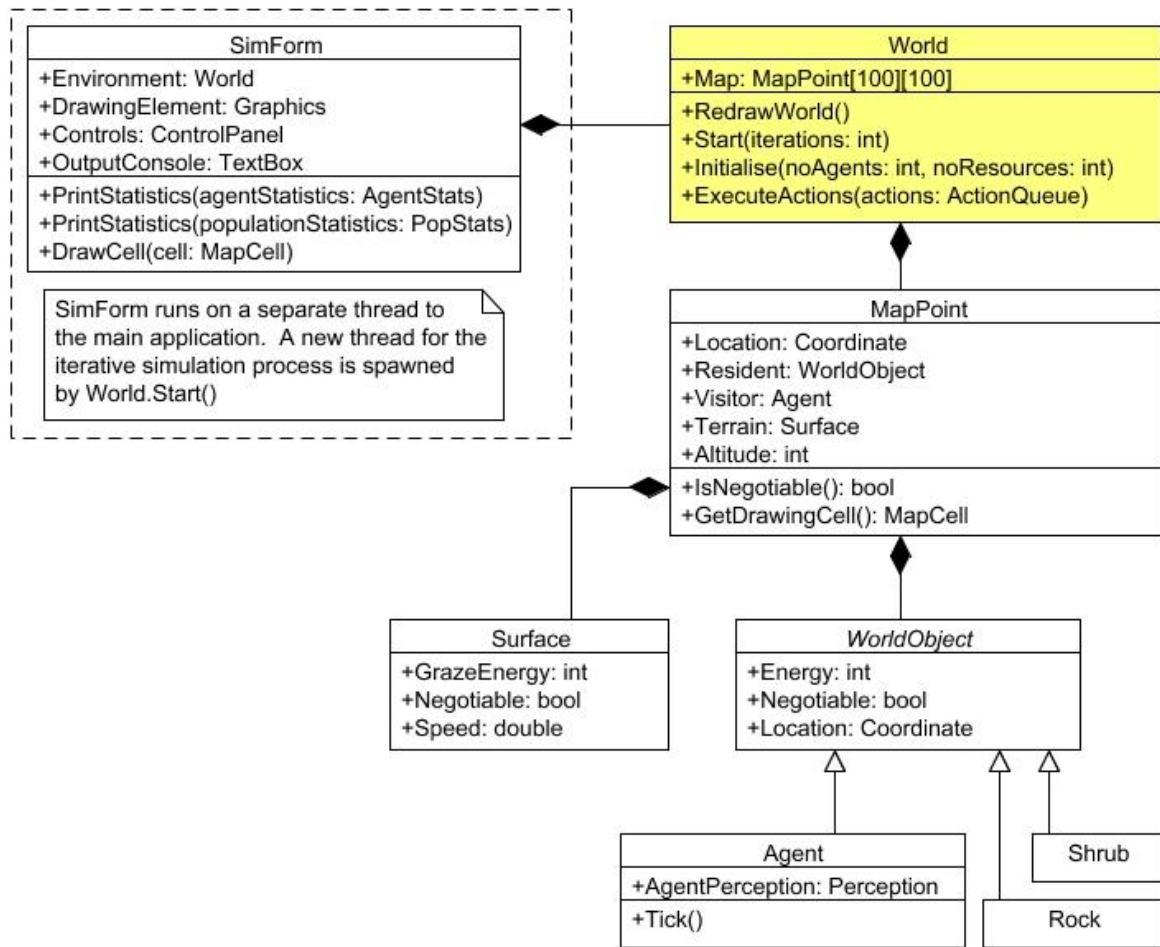 SimForm
+Environment: World
+DrawingElement: Graphics
+Controls: ControlPanel
+OutputConsole: TextBox
+PrintStatistics(agentStatistics: AgentStats)
+PrintStatistics(populationStatistics: PopStats)
+DrawCell(cell: MapCell)
SimForm runs on a separate thread to
the main application.  A new thread for the
iterative simulation process is spawned
by World.Start()
World
+Map: MapPoint[100][100]
+RedrawWorld()
+Start(iterations: int)
+Initialise(noAgents: int, noResources: int)
+ExecuteActions(actions: ActionQueue)
MapPoint
+Location: Coordinate
+Resident: WorldObject
+Visitor: Agent
+Terrain: Surface
+Altitude: int
+IsNegotiable(): bool
+GetDrawingCell(): MapCell
Surface
+GrazeEnergy: int
+Negotiable: bool
+Speed: double
WorldObject
+Energy: int
+Negotiable: bool
+Location: Coordinate
Agent
+AgentPerception: Perception
+Tick()
Shrub
Rock